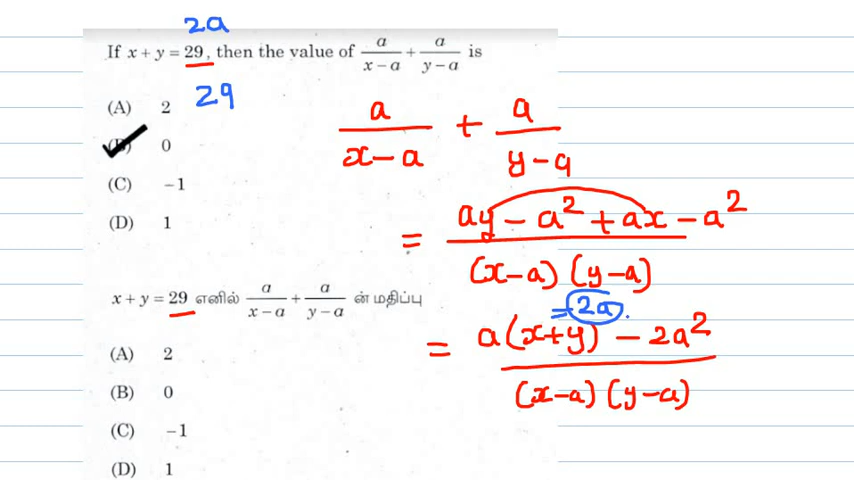 2a
If x + y = 29, then the value of a/(x − a) + a/(y − a) is
(A) 2
29
(B) 0
(C) −1
(D) 1
x + y = 29 எனில் a/(x − a) + a/(y − a) ன் மதிப்பு
(A) 2
(B) 0
(C) −1
(D) 1
a/(x − a) + a/(y − a)
= (ay − a² + ax − a²)/((x − a)(y − a))
= 2a.
= (a(x + y) − 2a²)/((x − a)(y − a))